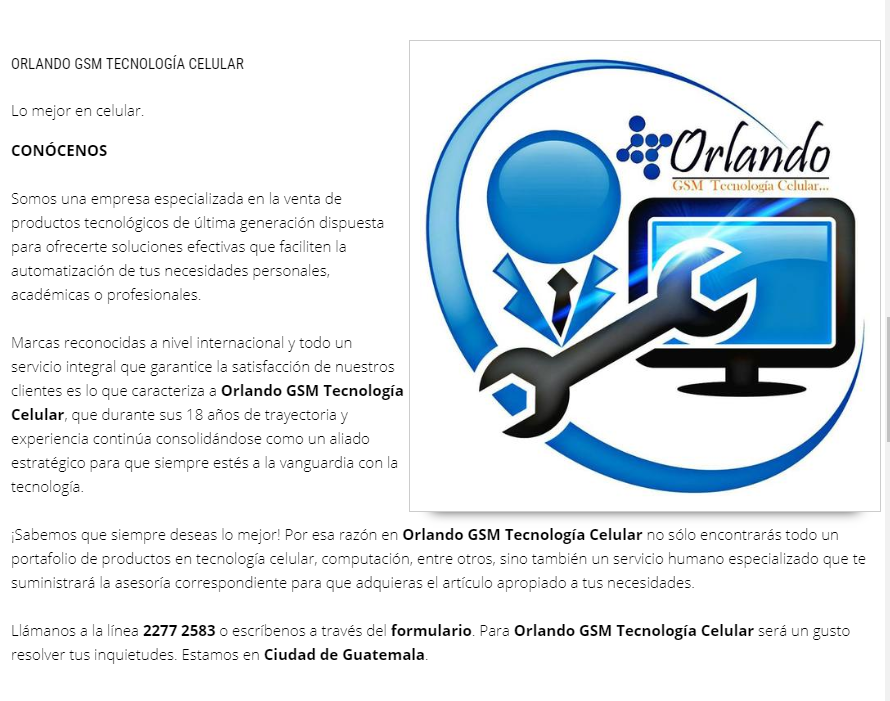 ORLANDO GSM TECNOLOGÍA CELULAR
Lo mejor en celular.
CONÓCENOS
Somos una empresa especializada en la venta de
productos tecnológicos de última generación dispuesta
para ofrecerte soluciones efectivas que faciliten la
automatización de tus necesidades personales,
académicas o profesionales.
Marcas reconocidas a nivel internacional y todo un
servicio integral que garantice la satisfacción de nuestros
clientes es lo que caracteriza a Orlando GSM Tecnología
Celular, que durante sus 18 años de trayectoria y
experiencia continúa consolidándose como un aliado
estratégico para que siempre estés a la vanguardia con la
tecnología.
Orlando
GSM Tecnología Celular...
¡Sabemos que siempre deseas lo mejor! Por esa razón en Orlando GSM Tecnología Celular no sólo encontrarás todo un
portafolio de productos en tecnología celular, computación, entre otros, sino también un servicio humano especializado que te
suministrará la asesoría correspondiente para que adquieras el artículo apropiado a tus necesidades.
Llámanos a la línea 2277 2583 o escríbenos a través del formulario. Para Orlando GSM Tecnología Celular será un gusto
resolver tus inquietudes. Estamos en Ciudad de Guatemala.